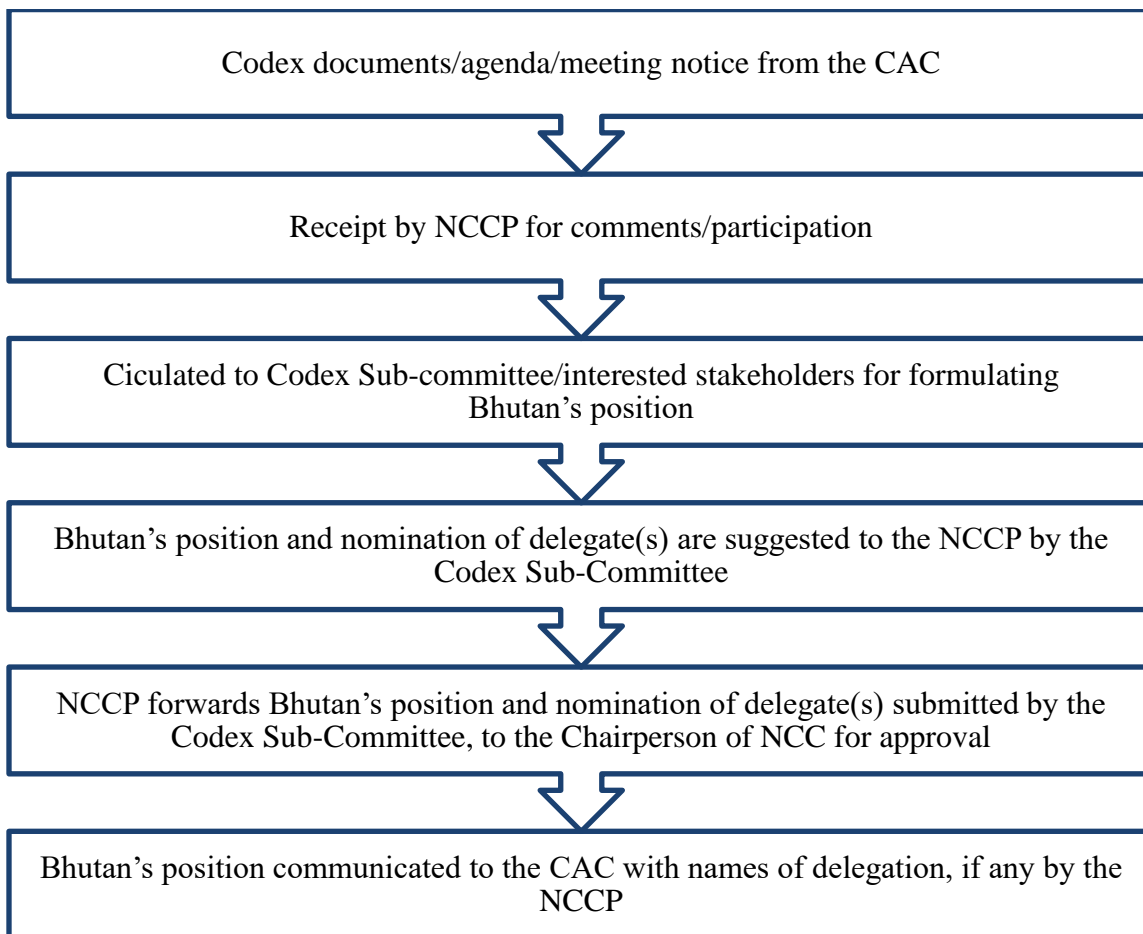 Codex documents/agenda/meeting notice from the CAC
Receipt by NCCP for comments/participation
Ciculated to Codex Sub-committee/interested stakeholders for formulating
Bhutan’s position
Bhutan’s position and nomination of delegate(s) are suggested to the NCCP by the
Codex Sub-Committee
NCCP forwards Bhutan’s position and nomination of delegate(s) submitted by the
Codex Sub-Committee, to the Chairperson of NCC for approval
Bhutan’s position communicated to the CAC with names of delegation, if any by the
NCCP